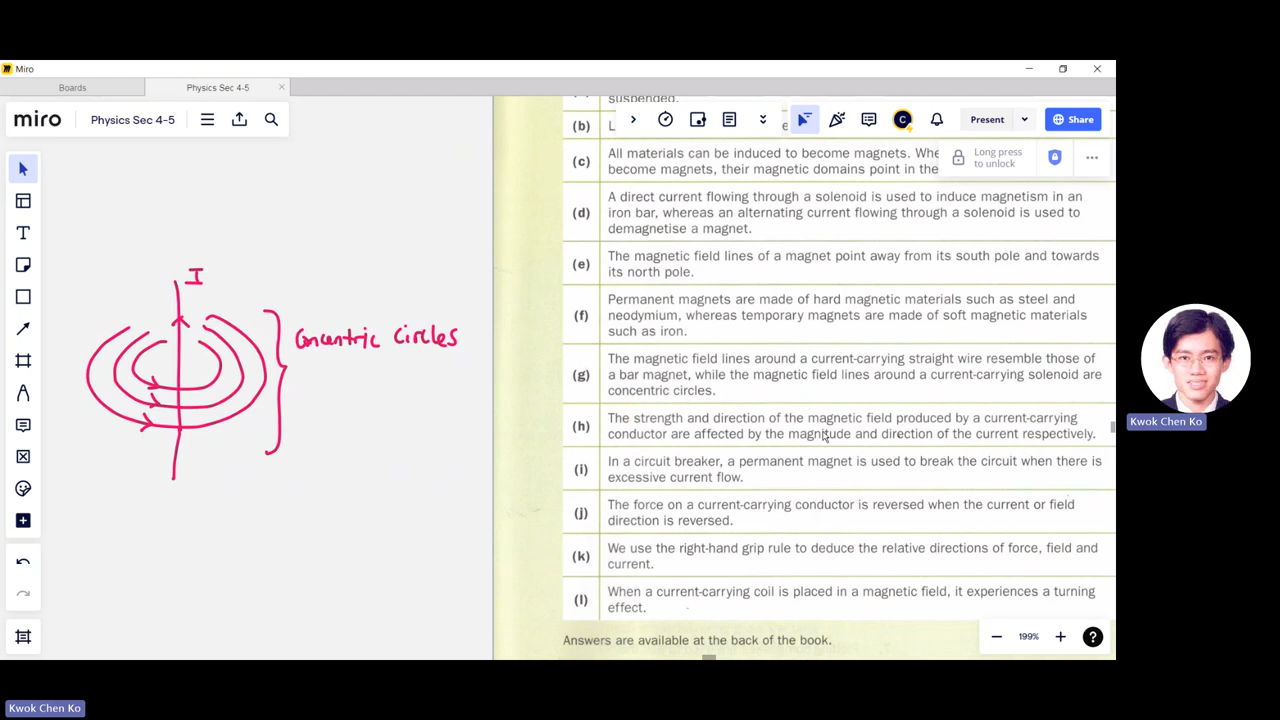 Miro
Boards
Physics Sec 4-5
miro
Physics Sec 4-5
Present
Share
Long press
to unlock
I
Concentric Circles
suspended.
(b)
(c) All materials can be induced to become magnets.
become magnets, their magnetic domains point in the
(d) A direct current flowing through a solenoid is used to induce magnetism in an
iron bar, whereas an alternating current flowing through a solenoid is used to
demagnetise a magnet.
(e) The magnetic field lines of a magnet point away from its south pole and towards
its north pole.
(f) Permanent magnets are made of hard magnetic materials such as steel and
neodymium, whereas temporary magnets are made of soft magnetic materials
such as iron.
(g) The magnetic field lines around a current-carrying straight wire resemble those of
a bar magnet, while the magnetic field lines around a current-carrying solenoid are
concentric circles.
(h) The strength and direction of the magnetic field produced by a current-carrying
conductor are affected by the magnitude and direction of the current respectively.
(i) In a circuit breaker, a permanent magnet is used to break the circuit when there is
excessive current flow.
(j) The force on a current-carrying conductor is reversed when the current or field
direction is reversed.
(k) We use the right-hand grip rule to deduce the relative directions of force, field and
current.
(l) When a current-carrying coil is placed in a magnetic field, it experiences a turning
effect.
Answers are available at the back of the book.
199%
Kwok Chen Ko
Kwok Chen Ko